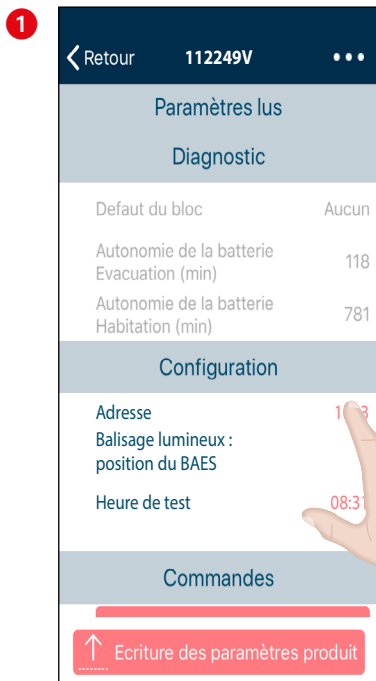 1
Retour 112249V
Paramètres lus
Diagnostic
Defaut du bloc Aucun
Autonomie de la batterie
Evacuation (min) 118
Autonomie de la batterie
Habitation (min) 781
Configuration
Adresse
Balisage lumineux :
position du BAES
Heure de test 08:31
Commandes
Ecriture des paramètres produit